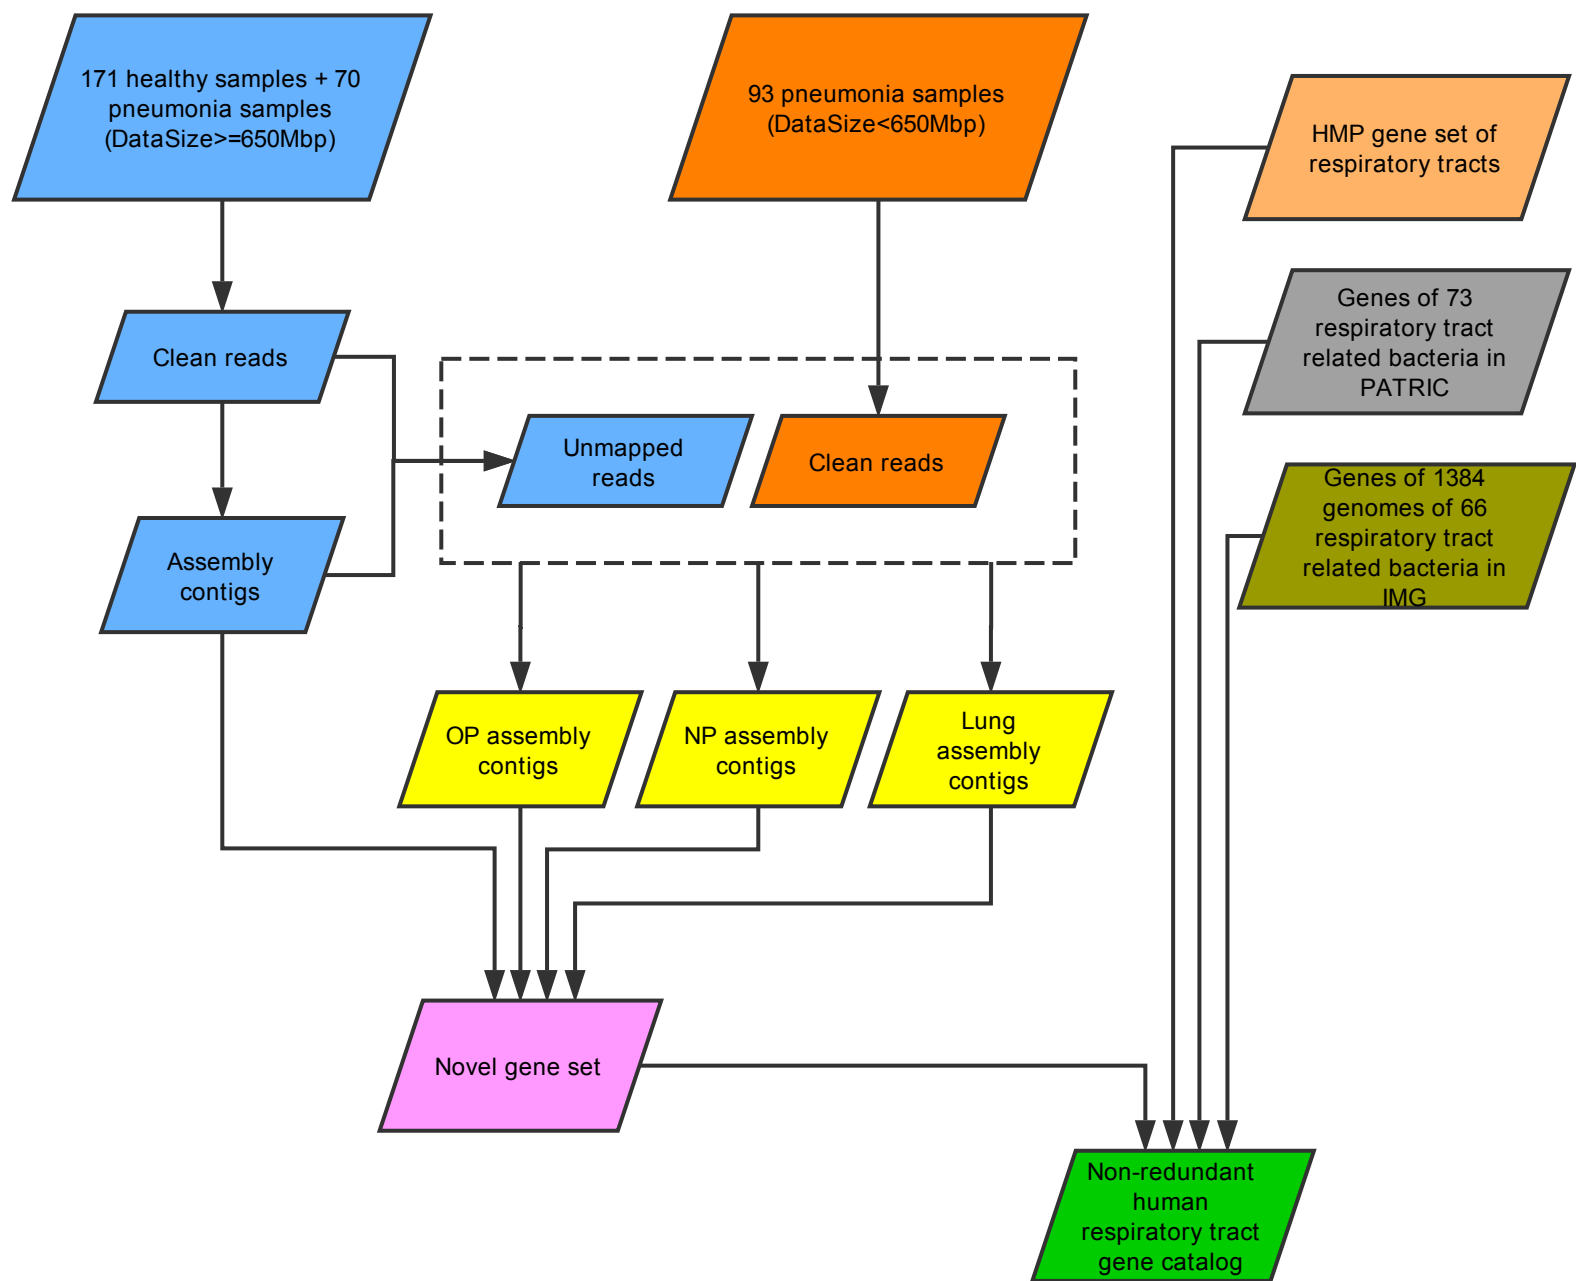 171 healthy samples + 70
pneumonia samples
(DataSize>=650Mbp)
93 pneumonia samples
(DataSize<650Mbp)
HMP gene set of
respiratory tracts
Genes of 73
respiratory tract
related bacteria in
PATRIC
Clean reads
Unmapped
reads
Clean reads
Genes of 1384
genomes of 66
respiratory tract
related bacteria in
IMG
Assembly
contigs
OP assembly
contigs
NP assembly
contigs
Lung
assembly
contigs
Novel gene set
Non-redundant
human
respiratory tract
gene catalog